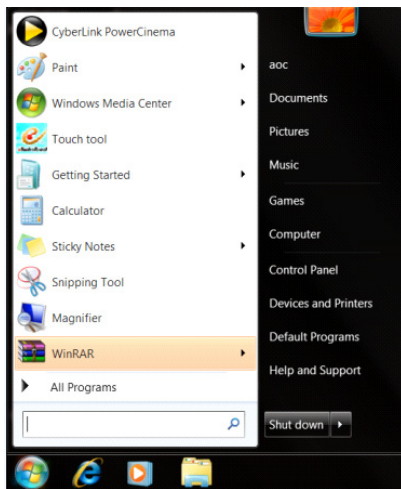 CyberLink PowerCinema
Paint
Windows Media Center
Touch tool
Getting Started
Calculator
Sticky Notes
Snipping Tool
Magnifier
WinRAR
All Programs
aoc
Documents
Pictures
Music
Games
Computer
Control Panel
Devices and Printers
Default Programs
Help and Support
Shut down